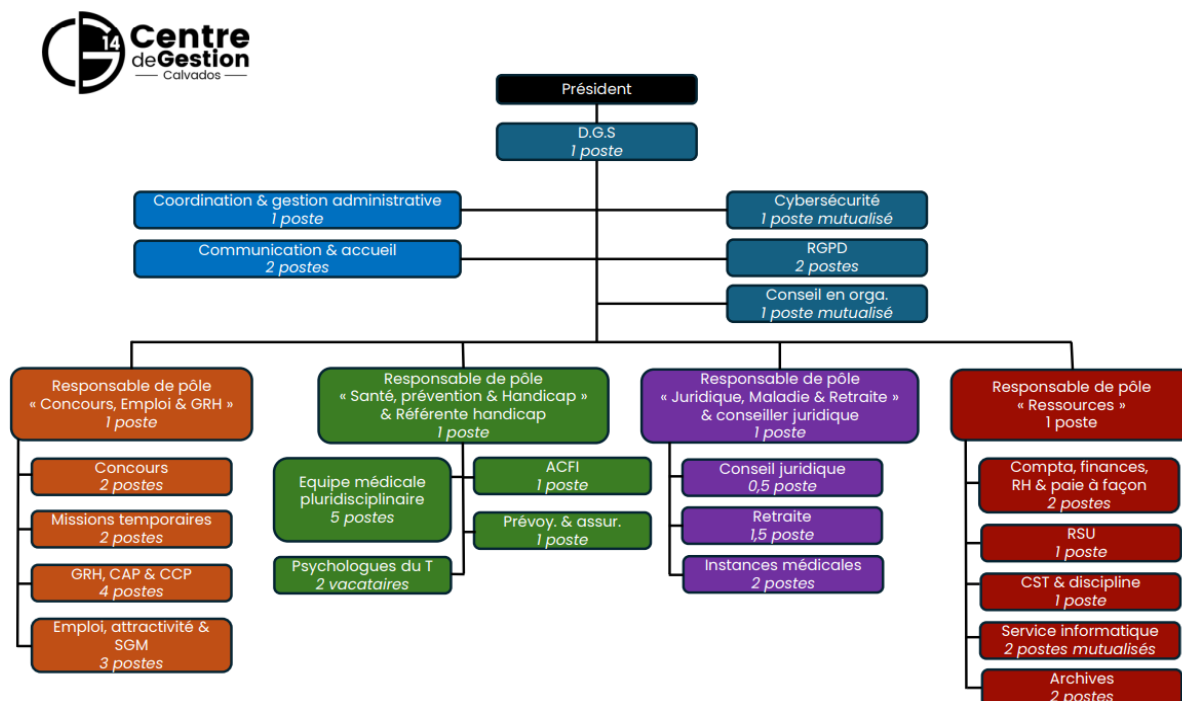 14
Centre
deGestion
Calvados
Président
D.G.S
1 poste
Coordination & gestion administrative
1 poste
Cybersécurité
1 poste mutualisé
Communication & accueil
2 postes
RGPD
2 postes
Conseil en orga.
1 poste mutualisé
Responsable de pôle
« Concours, Emploi & GRH »
1 poste
Concours
2 postes
Missions temporaires
2 postes
GRH, CAP & CCP
4 postes
Emploi, attractivité &
SGM
3 postes
Responsable de pôle
« Santé, prévention & Handicap »
& Référente handicap
1 poste
Equipe médicale
pluridisciplinaire
5 postes
ACFI
1 poste
Prévoy. & assur.
1 poste
Psychologues du T
2 vacataires
Responsable de pôle
« Juridique, Maladie & Retraite »
& conseiller juridique
1 poste
Conseil juridique
0,5 poste
Retraite
1,5 poste
Instances médicales
2 postes
Responsable de pôle
« Ressources »
1 poste
Compta, finances,
RH & paie à façon
2 postes
RSU
1 poste
CST & discipline
1 poste
Service informatique
2 postes mutualisés
Archives
2 postes